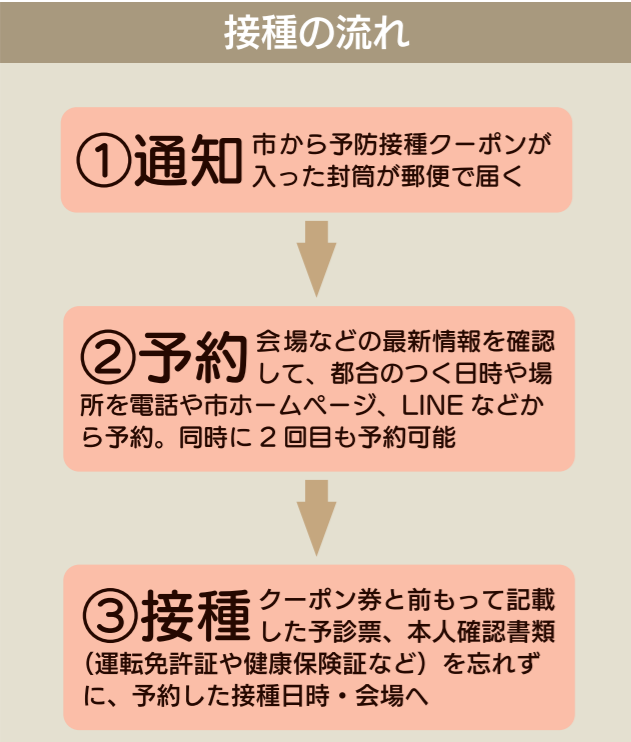 接種の流れ
①通知 市から予防接種クーポンが
入った封筒が郵便で届く
②予約 会場などの最新情報を確認
して、都合のつく日時や場
所を電話や市ホームページ、LINE などか
ら予約。同時に 2 回目も予約可能
③接種 クーポン券と前もって記載
した予診票、本人確認書類
（運転免許証や健康保険証など）を忘れず
に、予約した接種日時・会場へ